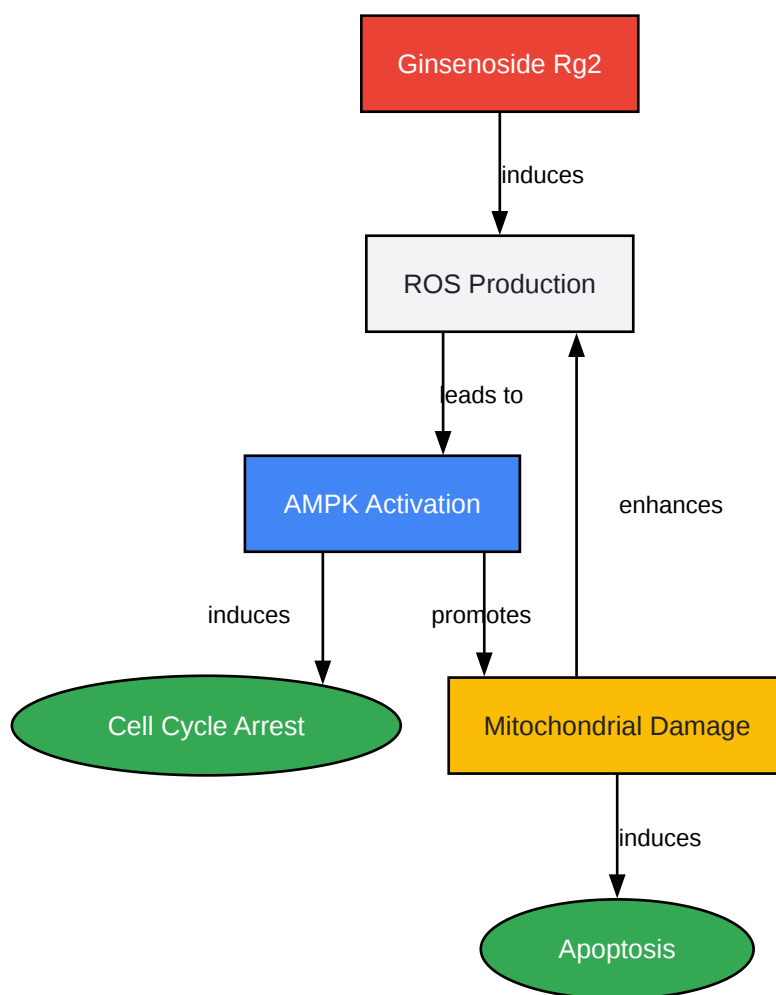 Ginsenoside Rg2
induces
ROS Production
leads to
enhances
AMPK Activation
induces
promotes
Cell Cycle Arrest
Mitochondrial Damage
induces
Apoptosis